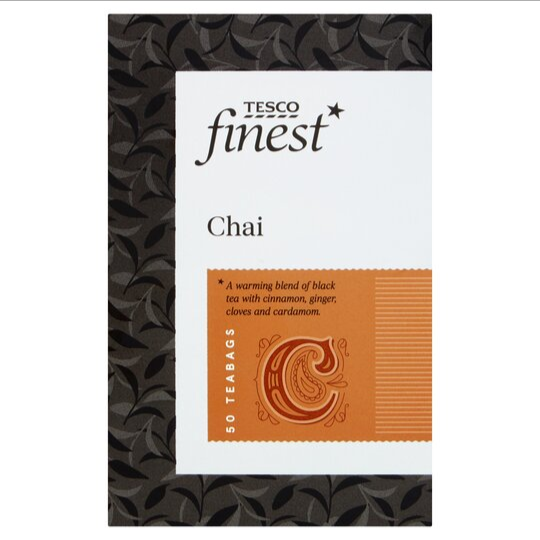 TESCO
finest*
Chai
* A warming blend of black
tea with cinnamon, ginger,
cloves and cardamom.
50 TEABAGS
C